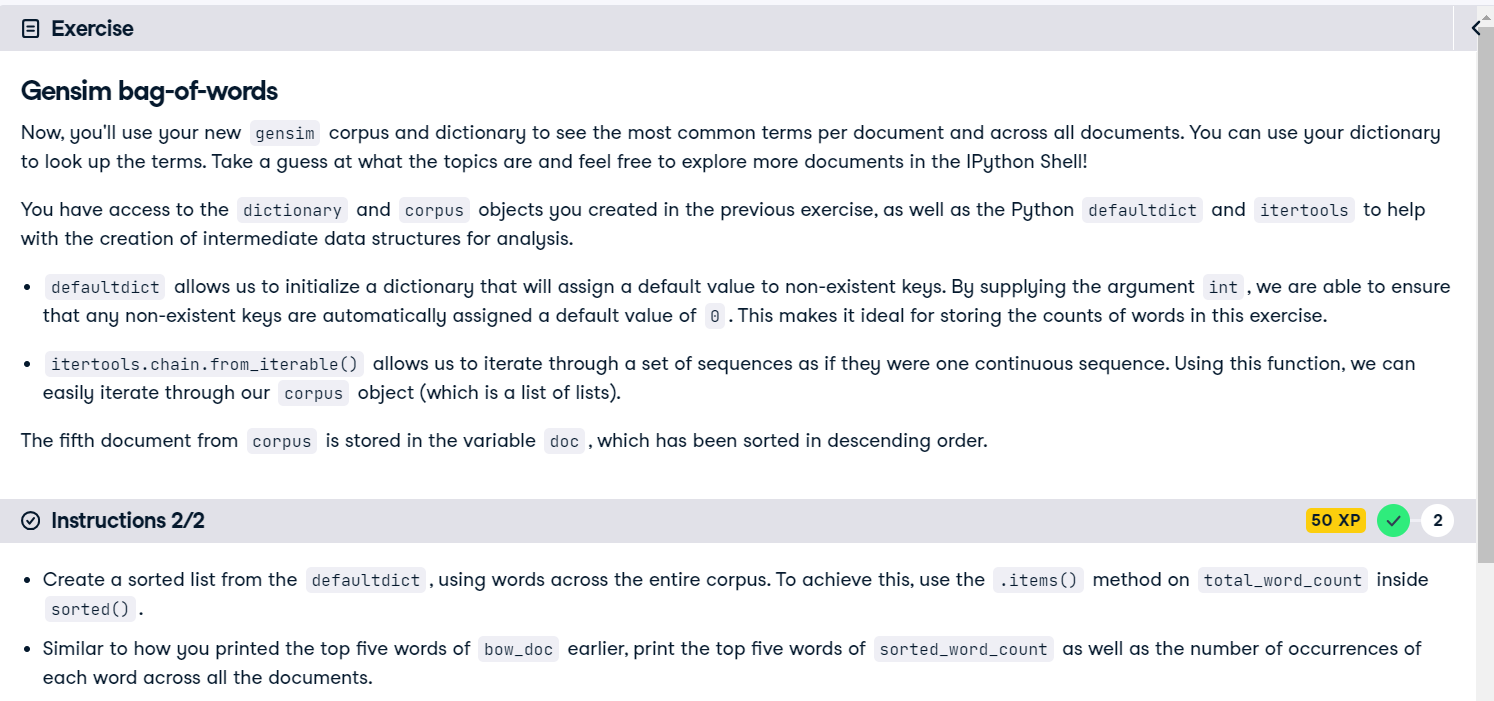 Exercise
Gensim bag-of-words
Now, you'll use your new gensim corpus and dictionary to see the most common terms per document and across all documents. You can use your dictionary
to look up the terms. Take a guess at what the topics are and feel free to explore more documents in the IPython Shell!
You have access to the dictionary and corpus objects you created in the previous exercise, as well as the Python defaultdict and itertools to help
with the creation of intermediate data structures for analysis.
• defaultdict allows us to initialize a dictionary that will assign a default value to non-existent keys. By supplying the argument int, we are able to ensure
that any non-existent keys are automatically assigned a default value of 0. This makes it ideal for storing the counts of words in this exercise.
• itertools.chain.from_iterable() allows us to iterate through a set of sequences as if they were one continuous sequence. Using this function, we can
easily iterate through our corpus object (which is a list of lists).
The fifth document from corpus is stored in the variable doc, which has been sorted in descending order.
Instructions 2/2 50 XP 2
• Create a sorted list from the defaultdict, using words across the entire corpus. To achieve this, use the .items() method on total_word_count inside
sorted().
• Similar to how you printed the top five words of bow_doc earlier, print the top five words of sorted_word_count as well as the number of occurrences of
each word across all the documents.